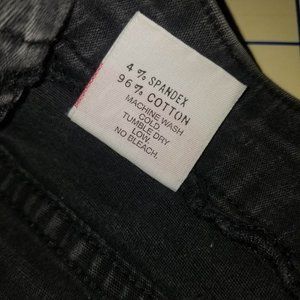 4 % SPANDEX
96 % COTTON
MACHINE WASH
COLD.
TUMBLE DRY
LOW.
NO BLEACH.